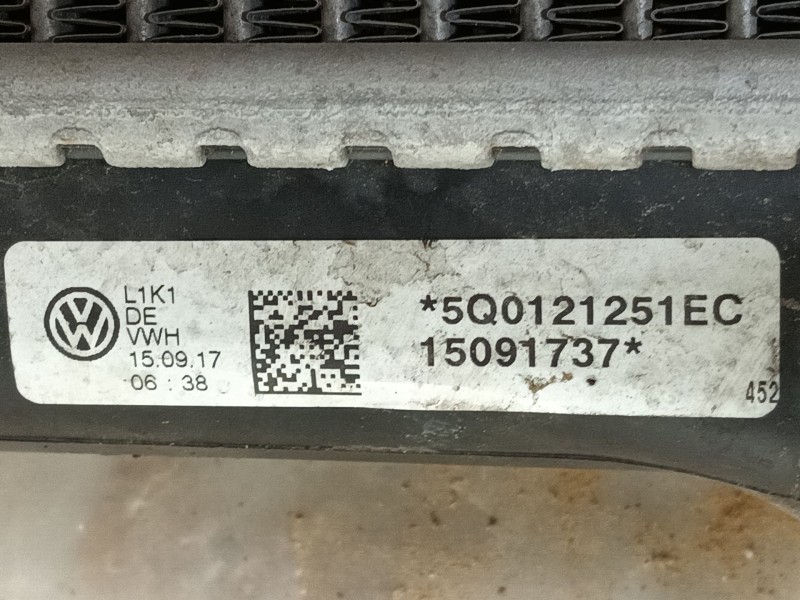 L1K1
DE
VWH
15.09.17
06 : 38
*5Q0121251EC
15091737*
452